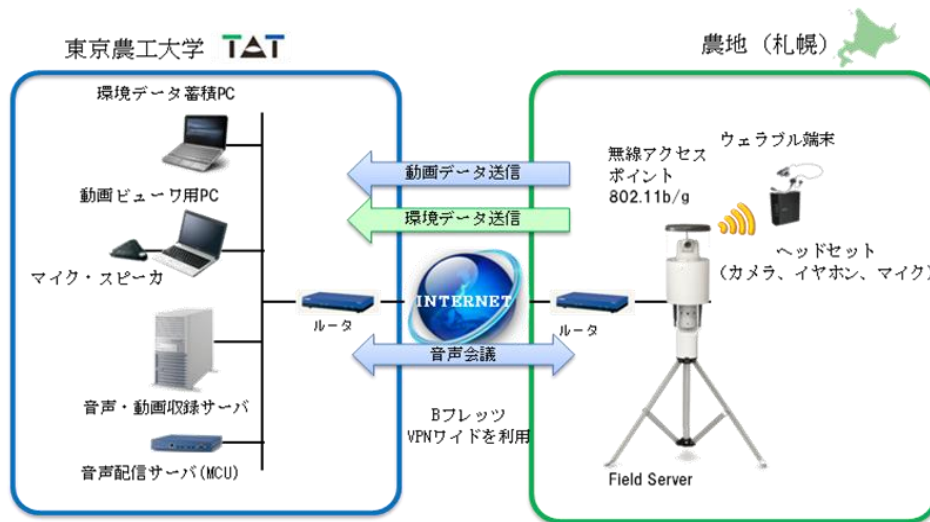 東京農工大学 TAT
農地（札幌）
環境データ蓄積PC
動画ビューワ用PC
マイク・スピーカ
音声・動画収録サーバ
音声配信サーバ(MCU)
ルータ
動画データ送信
環境データ送信
INTERNET
音声会議
Bフレッツ
VPNワイドを利用
ルータ
無線アクセス
ポイント
802.11b/g
ウェラブル端末
ヘッドセット
（カメラ、イヤホン、マイク）
Field Server